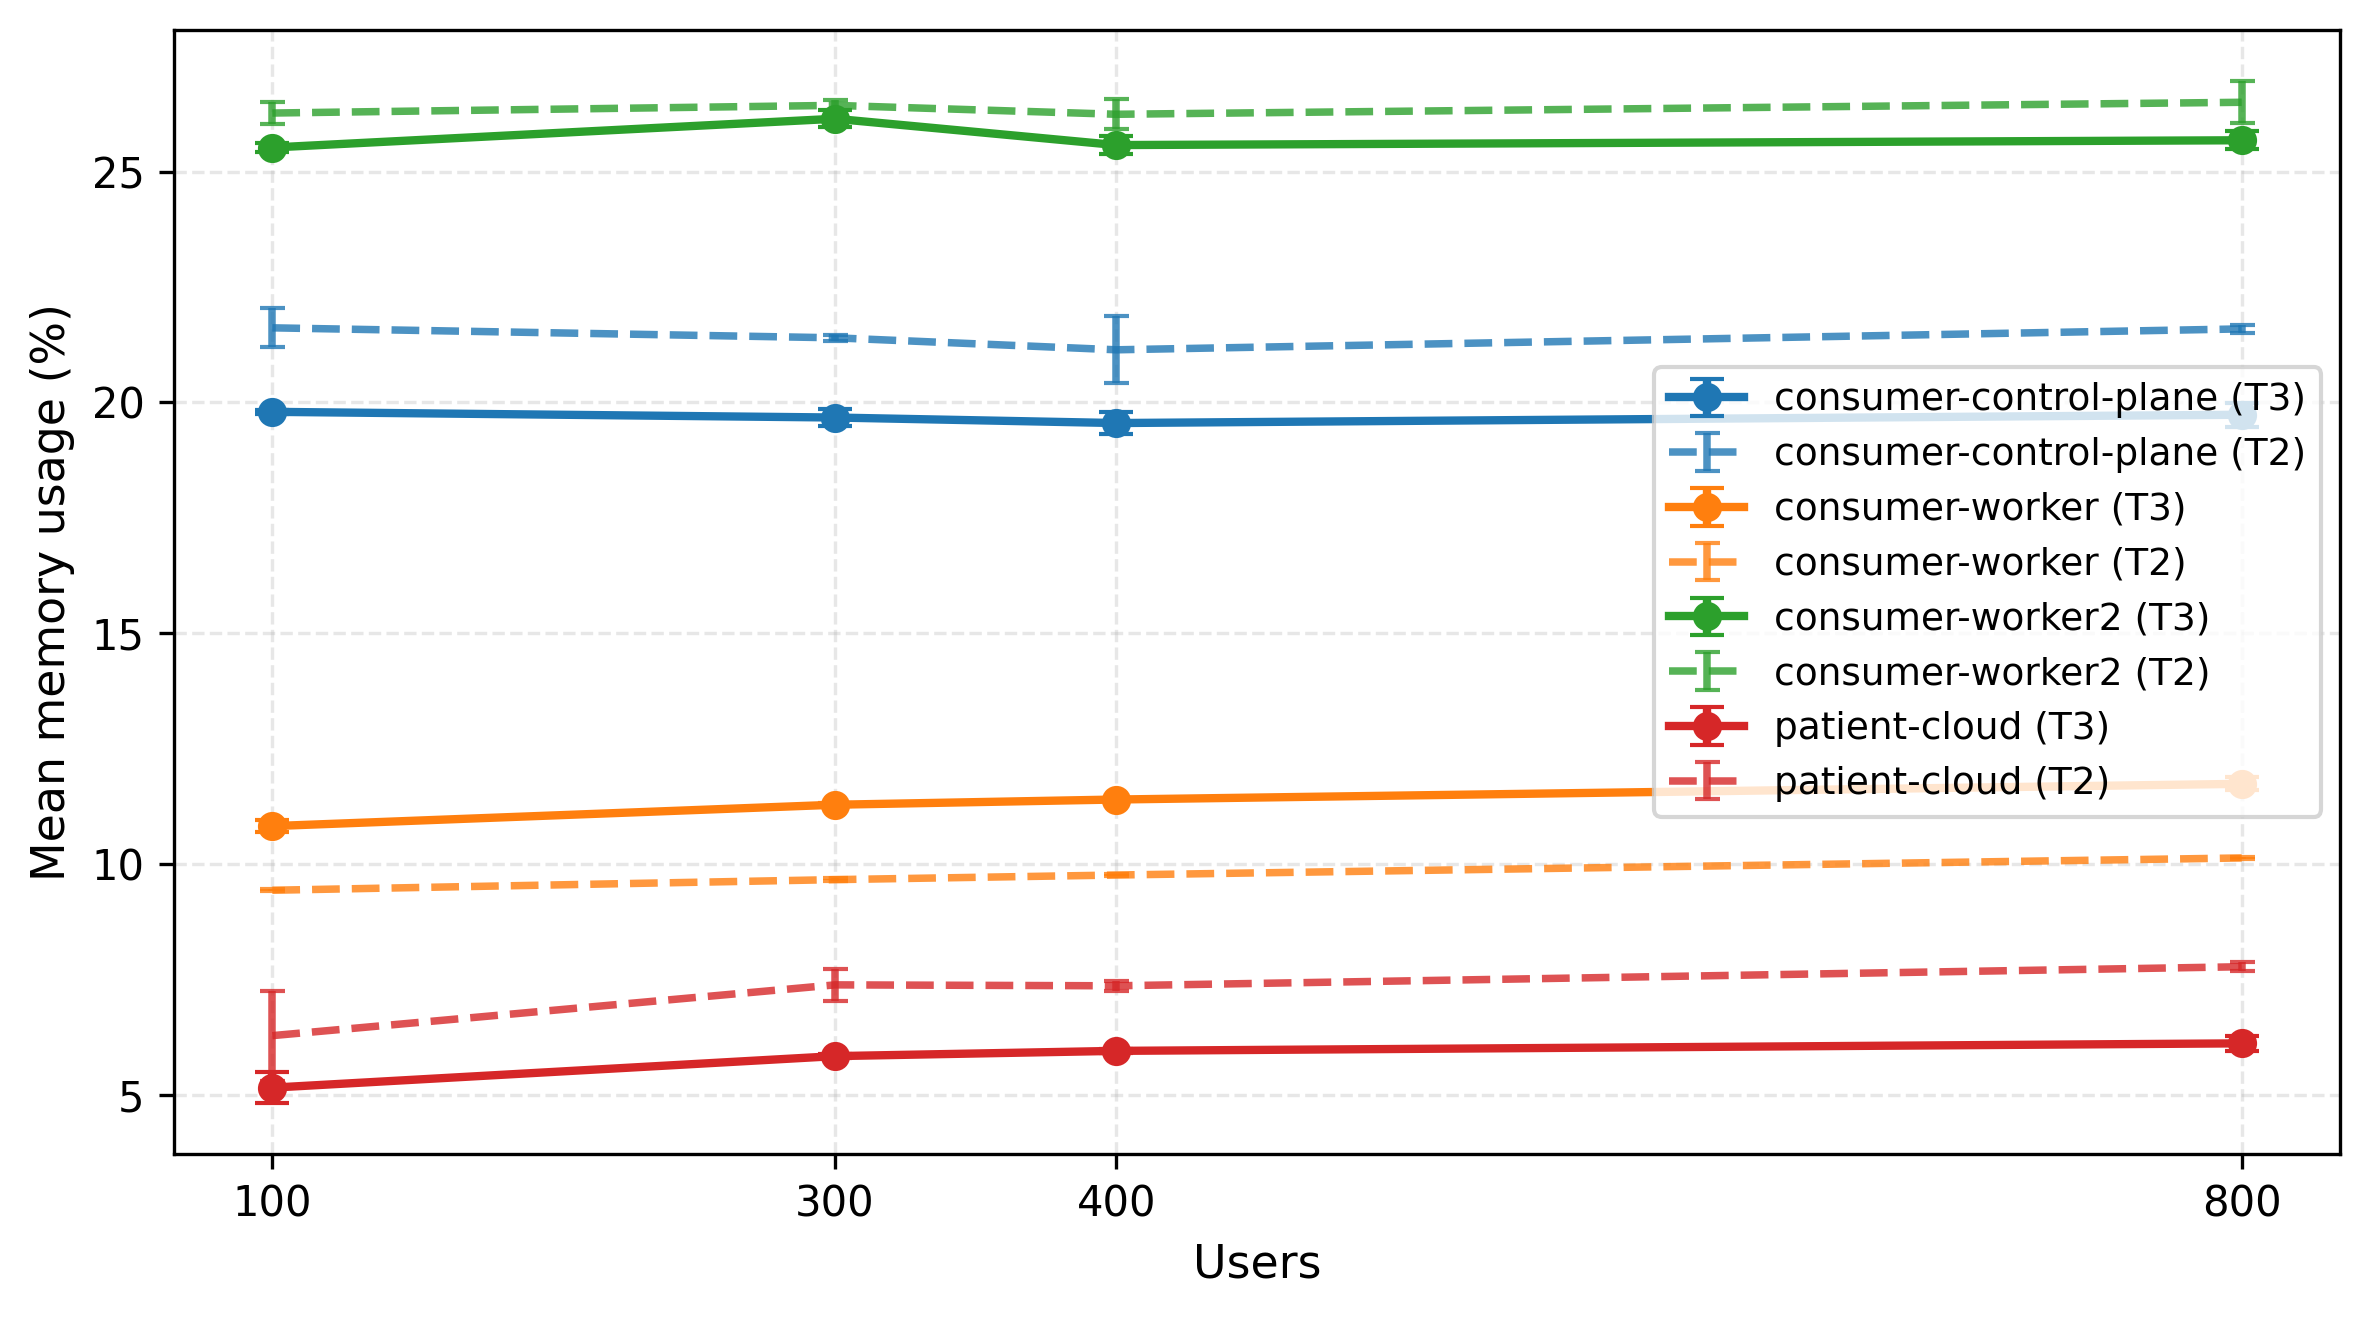 Mean memory usage (%)
25
20
15
10
5
consumer-control-plane (T3)
consumer-control-plane (T2)
consumer-worker (T3)
consumer-worker (T2)
consumer-worker2 (T3)
consumer-worker2 (T2)
patient-cloud (T3)
patient-cloud (T2)
100 300 400 800
Users